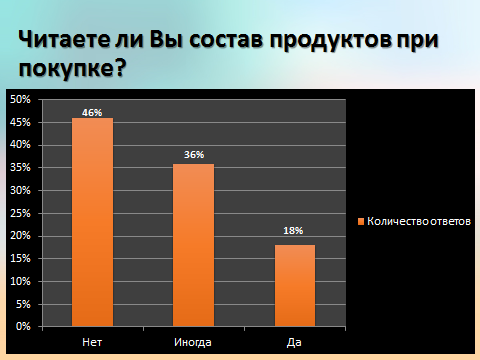 Читаете ли Вы состав продуктов при
покупке?
50%
45%
40%
35%
30%
25%
20%
15%
10%
5%
0%
46%
36%
18%
Нет
Иногда
Да
Количество ответов